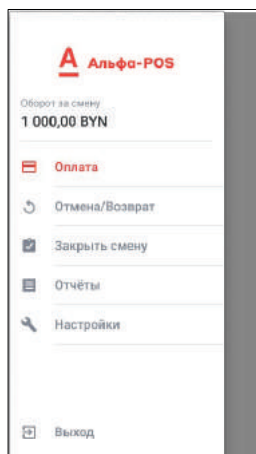 А Альфа-POS
Оборот за смену
1 000,00 BYN
Оплата
Отмена/Возврат
Закрыть смену
Отчёты
Настройки
Выход